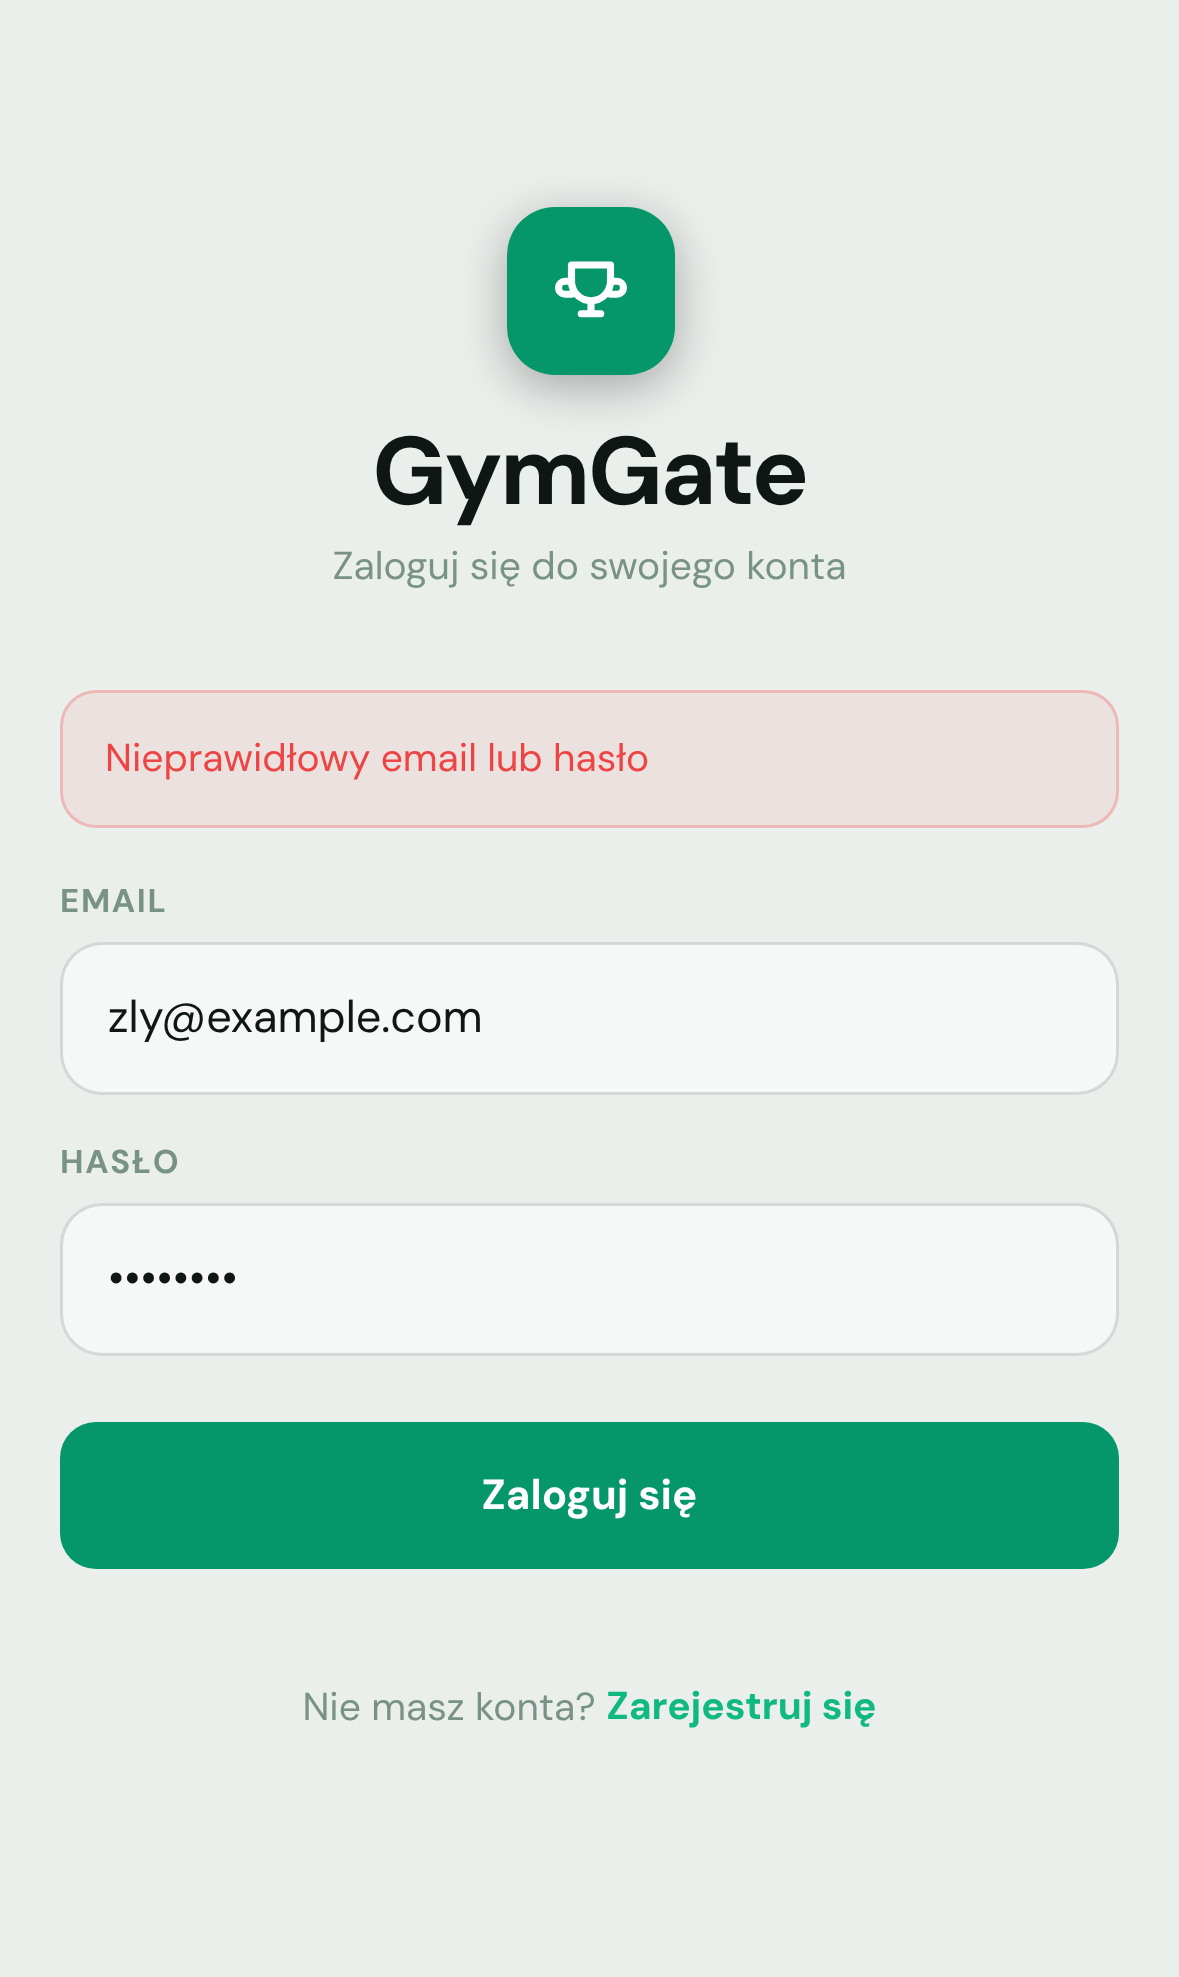 GymGate
Zaloguj się do swojego konta
Nieprawidłowy email lub hasło
EMAIL
zly@example.com
HASŁO
••••••••
Zaloguj się
Nie masz konta? Zarejestruj się